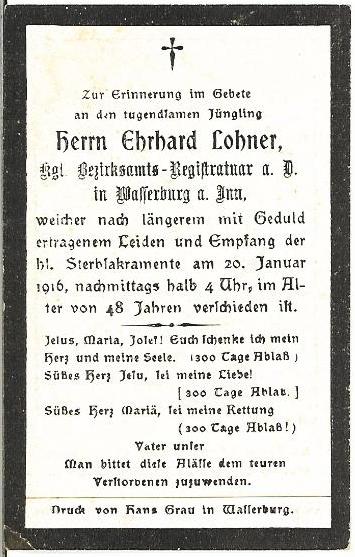 Zur Erinnerung im Gebete
an den tugendsamen Jüngling
Herrn Ehrhard Lohner,
Kgl. Bezirksamts-Registratuar a. D.
in Wasserburg a. Inn,
welcher nach längerem mit Geduld
ertragenem Leiden und Empfang der
hl. Sterbsakramente am 20. Januar
1916, nachmittags halb 4 Uhr, im Al-
ter von 48 Jahren verschieden ist.
Jesus, Maria, Josef! Euch schenke ich mein
Herz und meine Seele. (300 Tage Ablaß)
Süßes Herz Jesu, sei meine Liebe!
[300 Tage Ablaß.]
Süßes Herz Mariä, sei meine Rettung
(300 Tage Ablaß!)
Vater unser
Man bittet diese Abläße dem teuren
Verstorbenen zuzuwenden.
Druck von Hans Grau in Wasserburg.